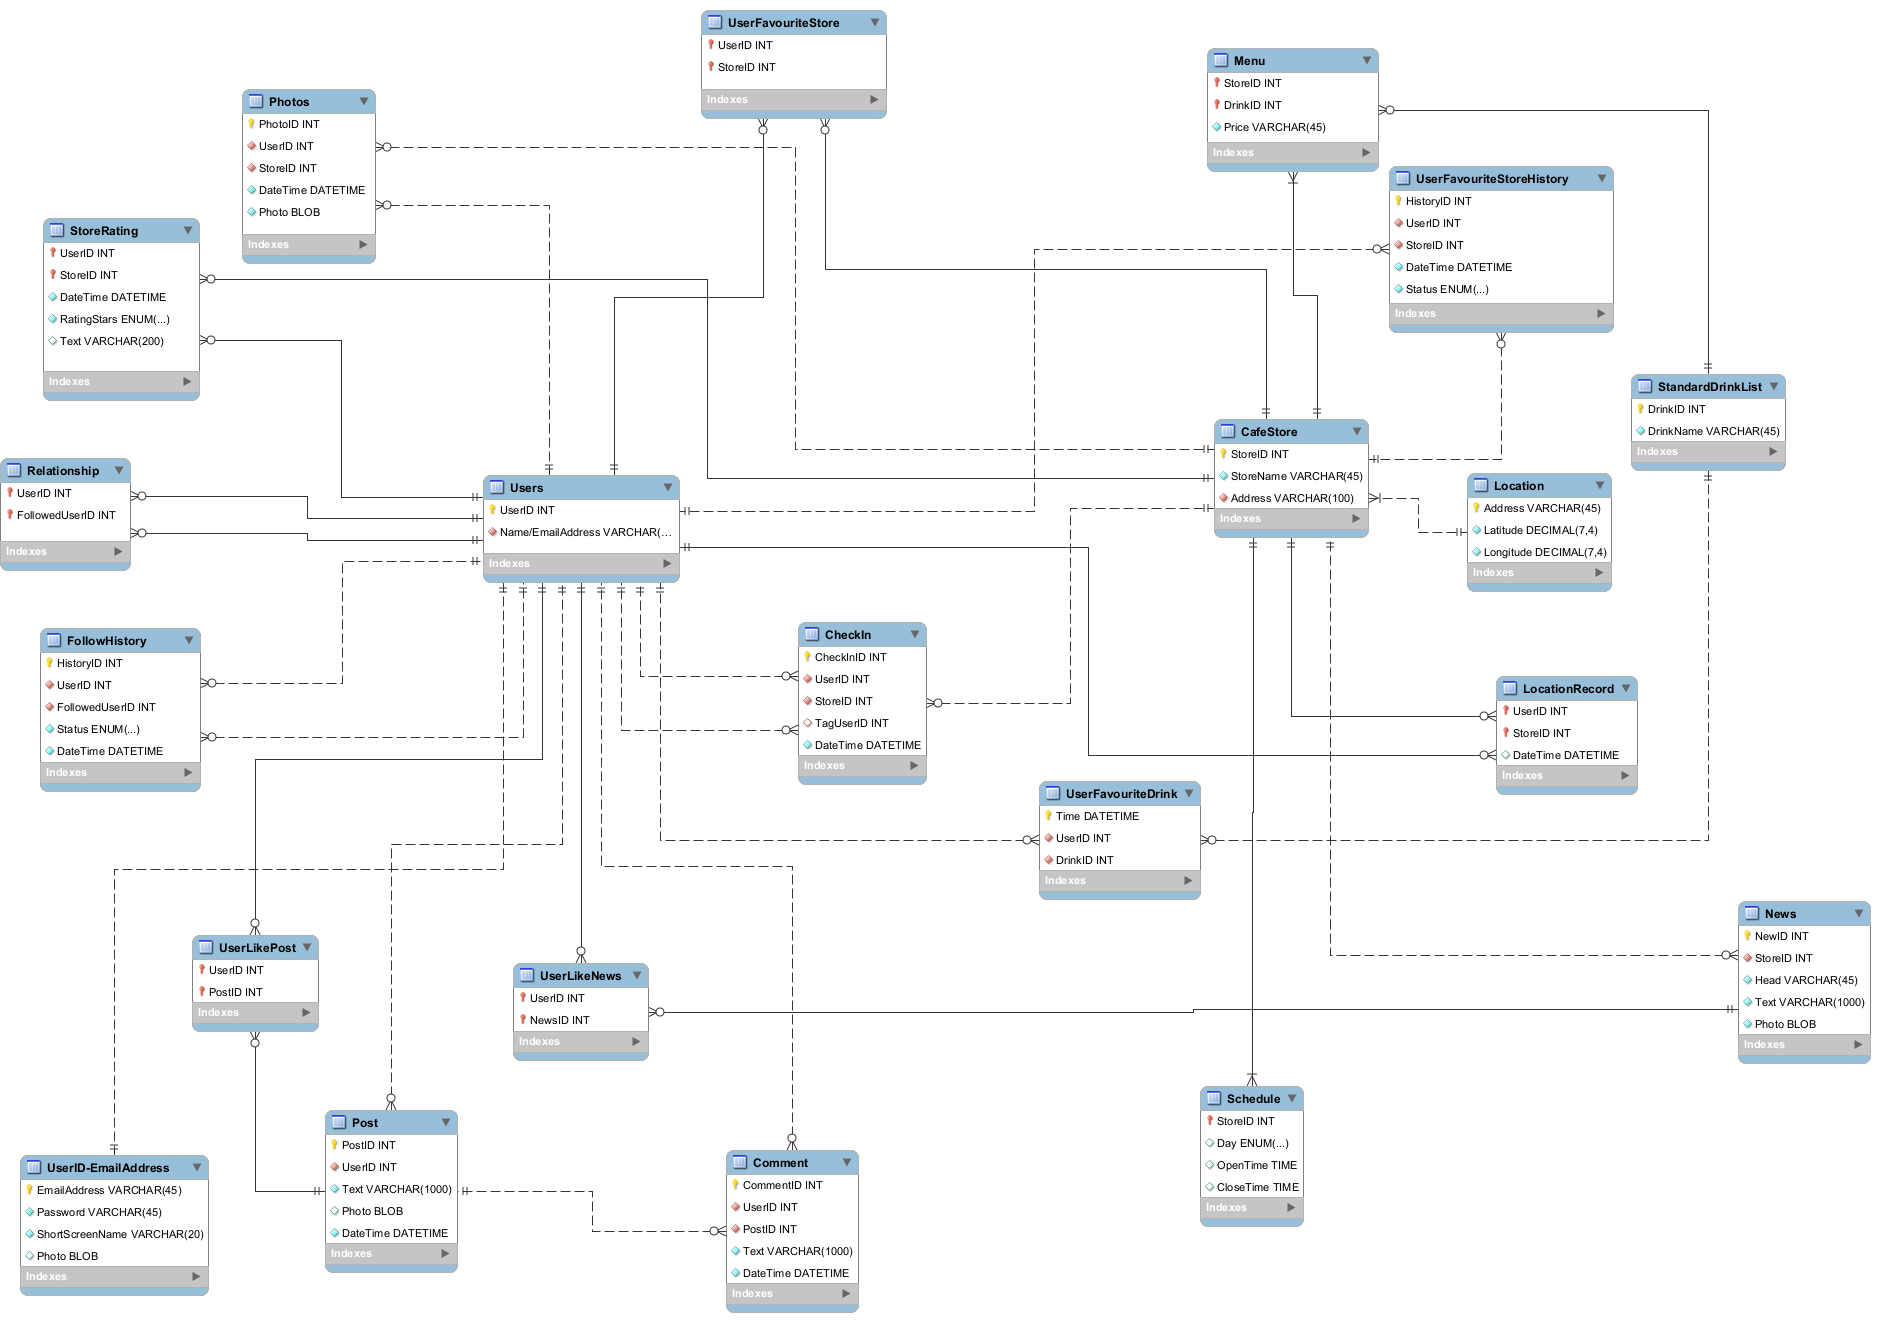 UserFavouriteStore
UserID INT
StoreID INT
Indexes
Menu
StoreID INT
DrinkID INT
Price VARCHAR(45)
Indexes
Photos
PhotoID INT
UserID INT
StoreID INT
DateTime DATETIME
Photo BLOB
Indexes
UserFavouriteStoreHistory
HistoryID INT
UserID INT
StoreID INT
DateTime DATETIME
Status ENUM(...)
Indexes
StoreRating
UserID INT
StoreID INT
DateTime DATETIME
RatingStars ENUM(...)
Text VARCHAR(200)
Indexes
StandardDrinkList
DrinkID INT
DrinkName VARCHAR(45)
Indexes
CafeStore
StoreID INT
StoreName VARCHAR(45)
Address VARCHAR(100)
Indexes
Relationship
UserID INT
FollowedUserID INT
Indexes
Users
UserID INT
Name/EmailAddress VARCHAR(...
Indexes
Location
Address VARCHAR(45)
Latitude DECIMAL(7,4)
Longitude DECIMAL(7,4)
Indexes
FollowHistory
HistoryID INT
UserID INT
FollowedUserID INT
Status ENUM(...)
DateTime DATETIME
Indexes
CheckIn
CheckInID INT
UserID INT
StoreID INT
TagUserID INT
DateTime DATETIME
Indexes
LocationRecord
UserID INT
StoreID INT
DateTime DATETIME
Indexes
UserFavouriteDrink
Time DATETIME
UserID INT
DrinkID INT
Indexes
News
NewID INT
StoreID INT
Head VARCHAR(45)
Text VARCHAR(1000)
Photo BLOB
Indexes
UserLikePost
UserID INT
PostID INT
Indexes
UserLikeNews
UserID INT
NewsID INT
Indexes
Schedule
StoreID INT
Day ENUM(...)
OpenTime TIME
CloseTime TIME
Indexes
Post
PostID INT
UserID INT
Text VARCHAR(1000)
Photo BLOB
DateTime DATETIME
Indexes
UserID-EmailAddress
EmailAddress VARCHAR(45)
Password VARCHAR(45)
ShortScreenName VARCHAR(20)
Photo BLOB
Indexes
Comment
CommentID INT
UserID INT
PostID INT
Text VARCHAR(1000)
DateTime DATETIME
Indexes